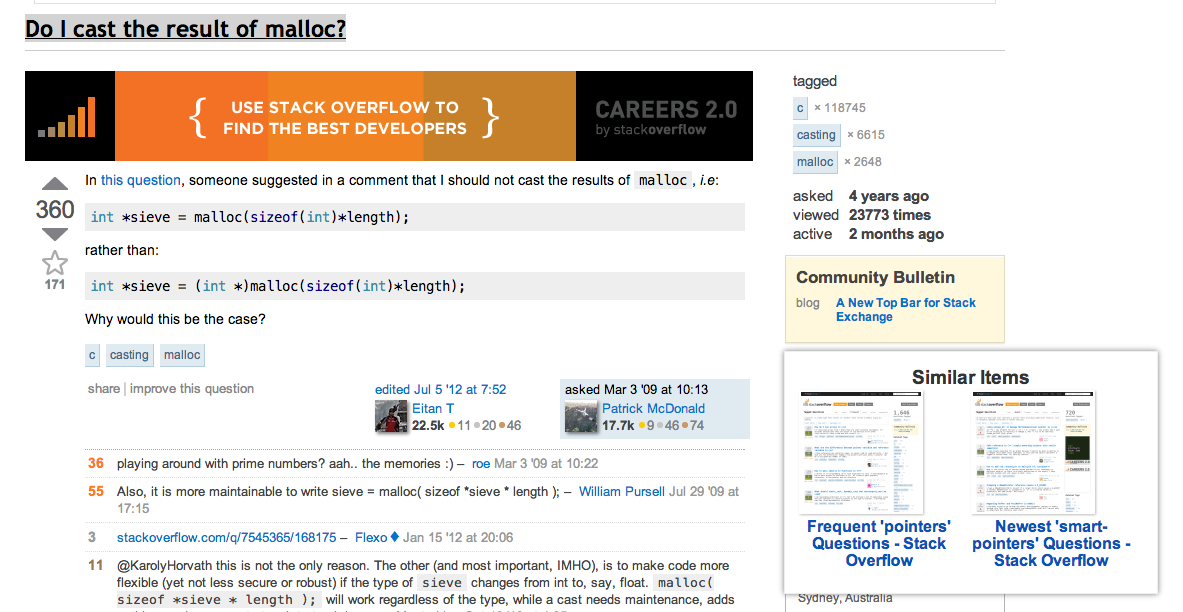 Do I cast the result of malloc?
{ USE STACK OVERFLOW TO
FIND THE BEST DEVELOPERS }
CAREERS 2.0
by stackoverflow
360
171
In this question, someone suggested in a comment that I should not cast the results of malloc , i.e:
int *sieve = malloc(sizeof(int)*length);
rather than:
int *sieve = (int *)malloc(sizeof(int)*length);
Why would this be the case?
c casting malloc
share | improve this question
edited Jul 5 '12 at 7:52
Eitan T
22.5k 11 20 46
asked Mar 3 '09 at 10:13
Patrick McDonald
17.7k 9 46 74
36 playing around with prime numbers? aah.. the memories :) – roe Mar 3 '09 at 10:22
55 Also, it is more maintainable to write sieve = malloc( sizeof *sieve * length ); – William Pursell Jul 29 '09 at
17:15
3 stackoverflow.com/q/7545365/168175 – Flexo♦ Jan 15 '12 at 20:06
11 @KarolyHorvath this is not the only reason. The other (and most important, IMHO), is to make code more
flexible (yet not less secure or robust) if the type of sieve changes from int to, say, float. malloc(
sizeof *sieve * length ); will work regardless of the type, while a cast needs maintenance, adds
tagged
c × 118745
casting × 6615
malloc × 2648
asked 4 years ago
viewed 23773 times
active 2 months ago
Community Bulletin
blog A New Top Bar for Stack
Exchange
Similar Items
Frequent 'pointers'
Questions - Stack
Overflow
Newest 'smart-
pointers' Questions -
Stack Overflow
Sydney, Australia